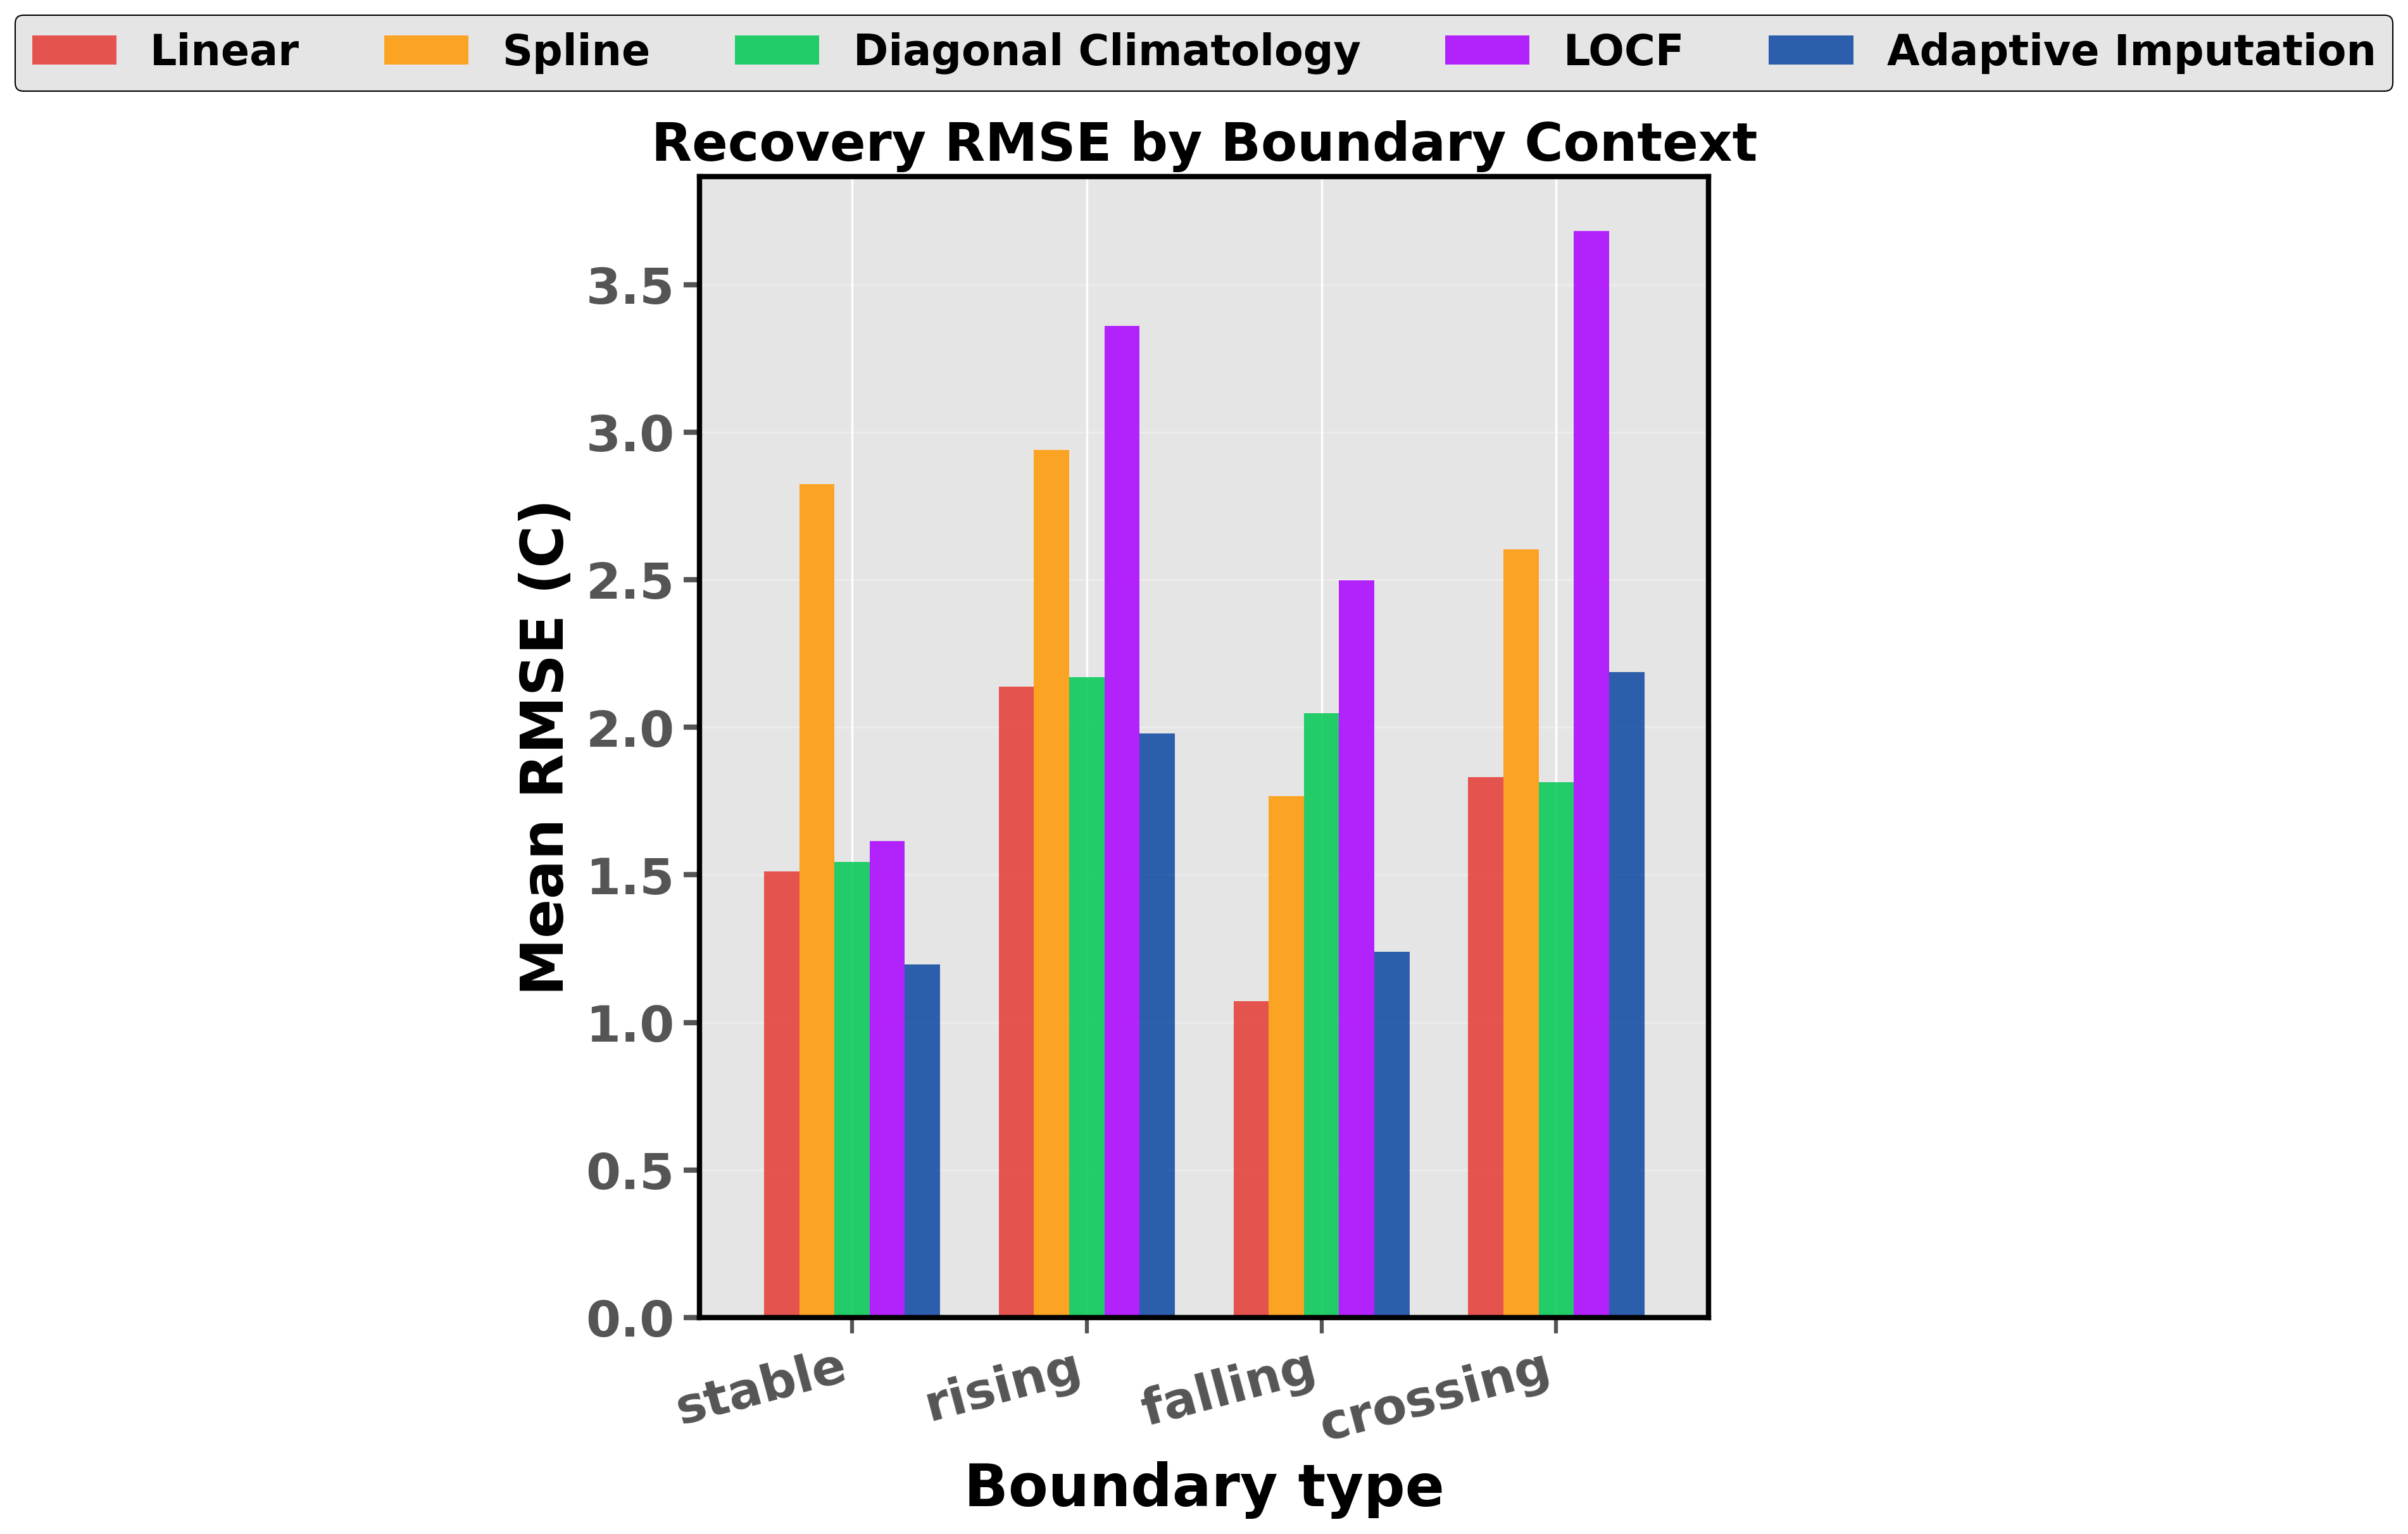 Linear Spline Diagonal Climatology LOCF Adaptive Imputation
Recovery RMSE by Boundary Context
Mean RMSE (C)
3.5
3.0
2.5
2.0
1.5
1.0
0.5
0.0
stable rising falling crossing
Boundary type